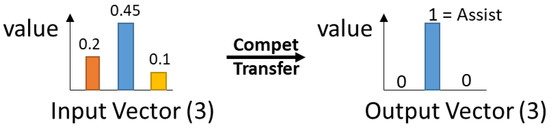 value
0.2
0.45
0.1
Input Vector (3)
Compet
Transfer
value
0
1 = Assist
0
Output Vector (3)